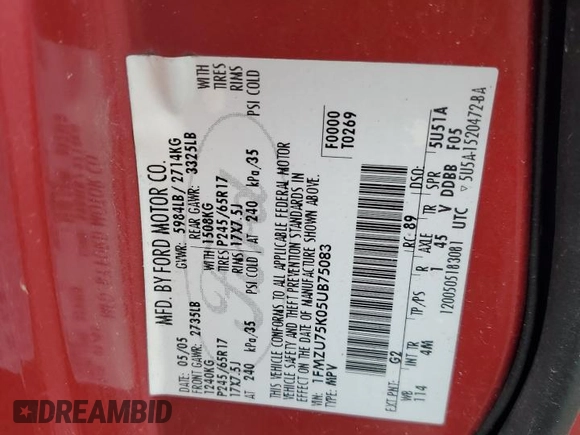 MFD. BY FORD MOTOR CO.
DATE: 05/05 GVWR: 5984LB/ 2714KG
FRONT GAWR: 2735LB REAR GAWR: 3325LB
1240KG 1508KG WITH
P245/65R17 TIRES P245/65R17 TIRES
17X7.5J RIMS 17X7.5J RIMS
AT 240 kPa/35 PSI COLD AT 240 kPa/35 PSI COLD
THIS VEHICLE CONFORMS TO ALL APPLICABLE FEDERAL MOTOR
VEHICLE SAFETY AND THEFT PREVENTION STANDARDS IN
EFFECT ON THE DATE OF MANUFACTURE SHOWN ABOVE.
VIN: 1FMZU75K05UB75083
TYPE: MPV
F0000
T0269
EXT PNT: G2 RC: 89 DSO: 5U51A
WB INT TR TP/PS R AXLE TR SPR F05
114 4M 1 45 V DDBB
120050518308I UTC
5U5A-1520472-BA
Ford
DREAMBID